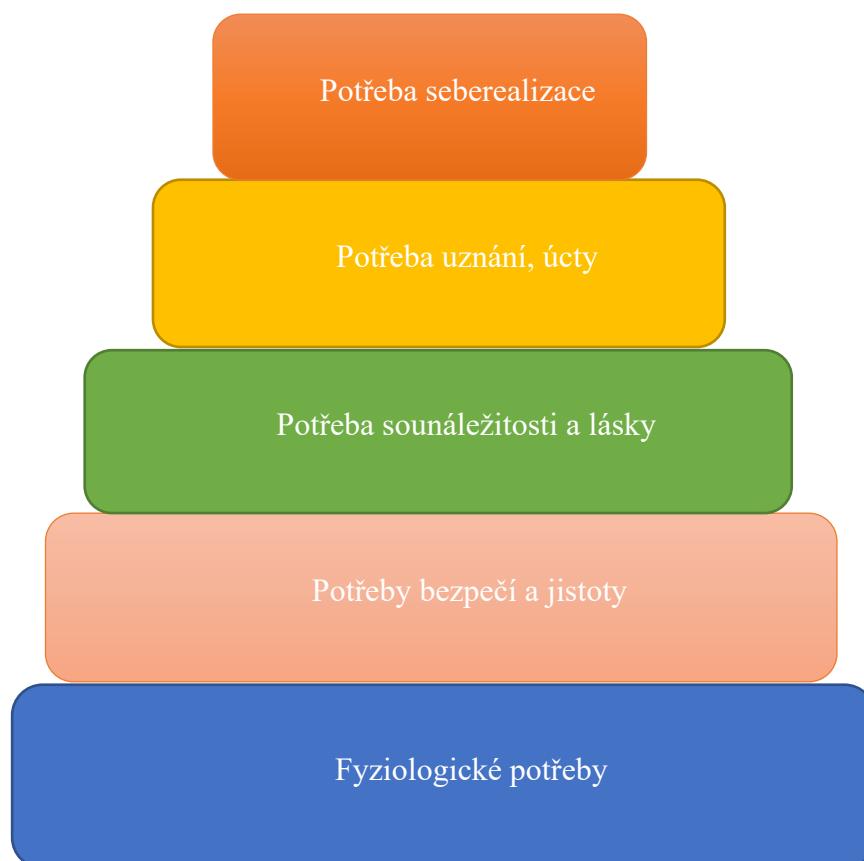 Potřeba seberealizace
Potřeba uznání, úcty
Potřeba sounáležitosti a lásky
Potřeby bezpečí a jistoty
Fyziologické potřeby